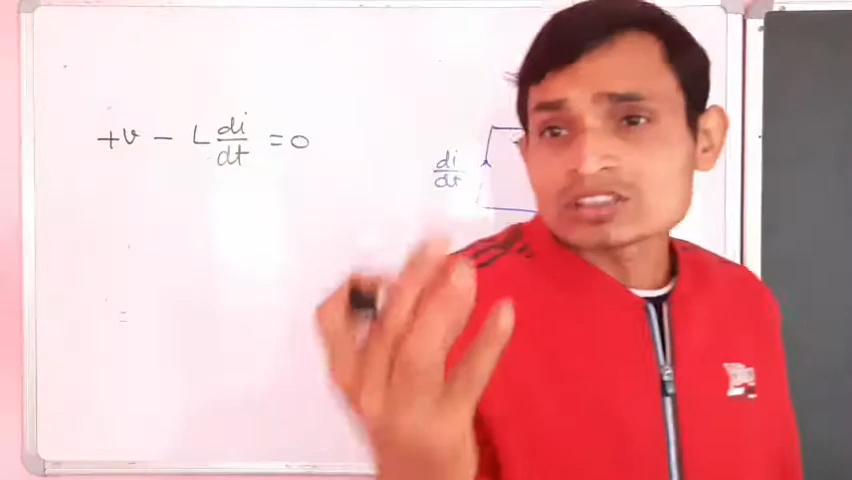 +v - L di/dt = 0
di/dt